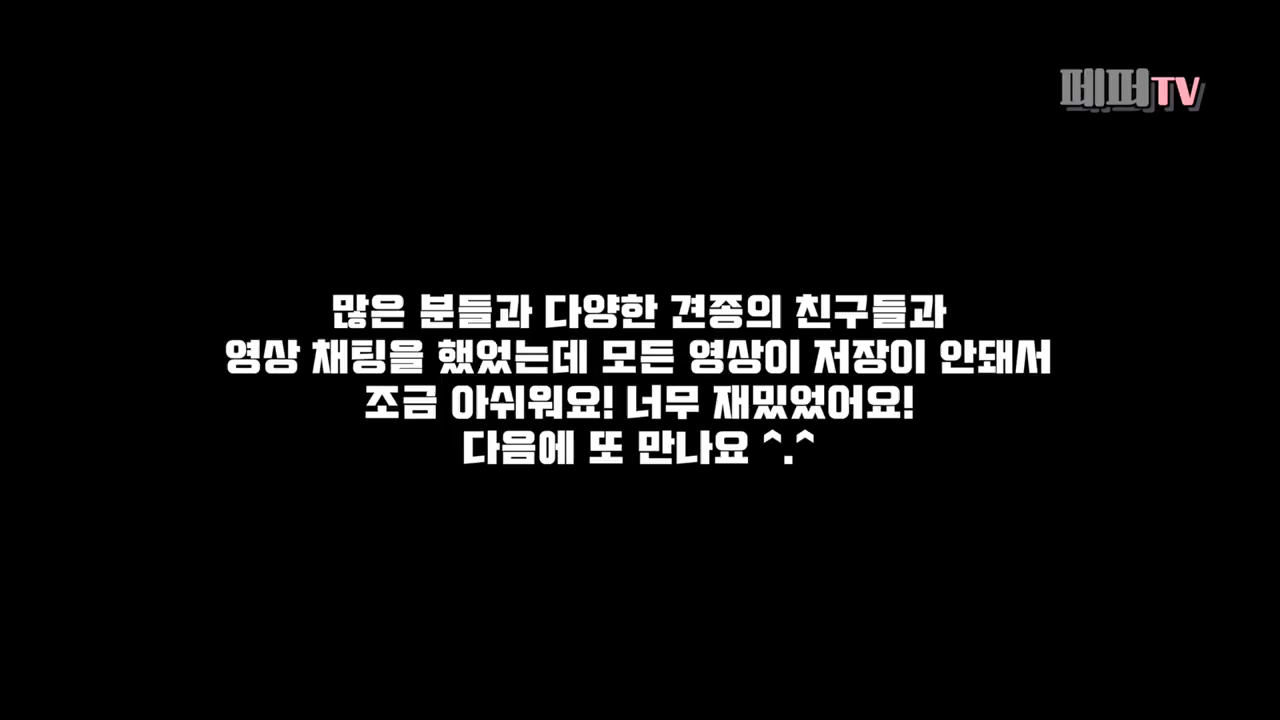 페퍼TV
많은 분들과 다양한 견종의 친구들과
영상 채팅을 했었는데 모든 영상이 저장이 안돼서
조금 아쉬워요! 너무 재밌었어요!
다음에 또 만나요 ^.^